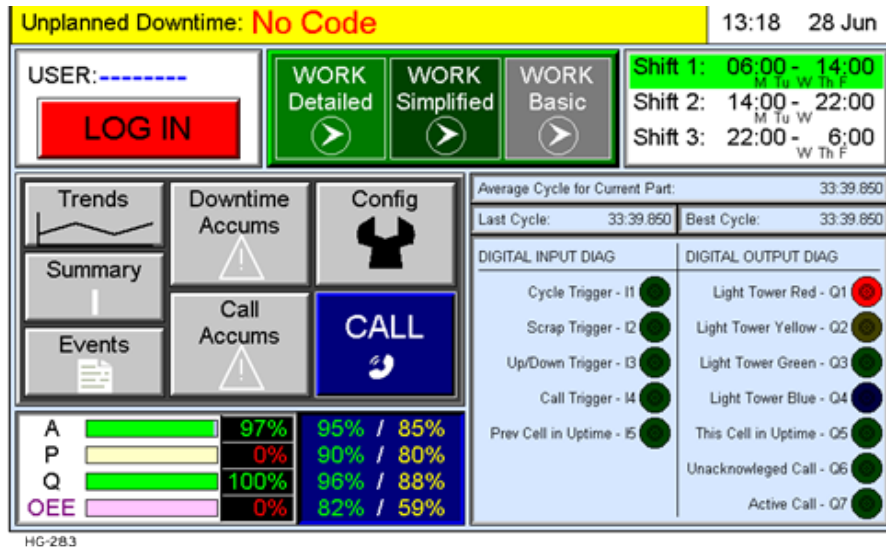 Unplanned Downtime: No Code
13:18 28 Jun
USER:--------
LOG IN
WORK
Detailed
WORK
Simplified
WORK
Basic
Shift 1: 06:00 - 14:00
M Tu W Th F
Shift 2: 14:00 - 22:00
M Tu W
Shift 3: 22:00 - 6:00
W Th F
Trends
Summary
Events
Downtime
Accums
Call
Accums
Config
CALL
Average Cycle for Current Part: 33:39.850
Last Cycle: 33:39.850 Best Cycle: 33:39.850
DIGITAL INPUT DIAG
Cycle Trigger - I1
Scrap Trigger - I2
Up/Down Trigger - I3
Call Trigger - I4
Prev Cell in Uptime - I5
DIGITAL OUTPUT DIAG
Light Tower Red - Q1
Light Tower Yellow - Q2
Light Tower Green - Q3
Light Tower Blue - Q4
This Cell in Uptime - Q5
Unacknowleged Call - Q6
Active Call - Q7
A 97% 95% / 85%
P 0% 90% / 80%
Q 100% 96% / 88%
OEE 0% 82% / 59%
HG-283